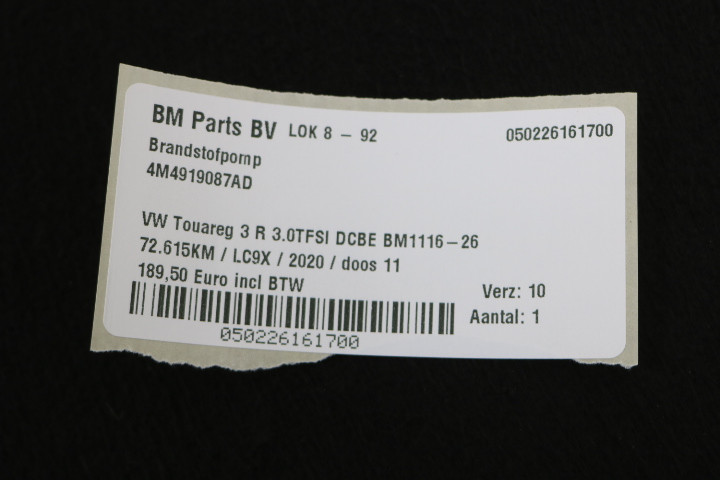 BM Parts BV LOK 8 - 92 050226161700
Brandstofpomp
4M4919087AD
VW Touareg 3 R 3.0TFSI DCBE BM1116-26
72.615KM / LC9X / 2020 / doos 11
189,50 Euro incl BTW
Verz: 10
Aantal: 1
050226161700